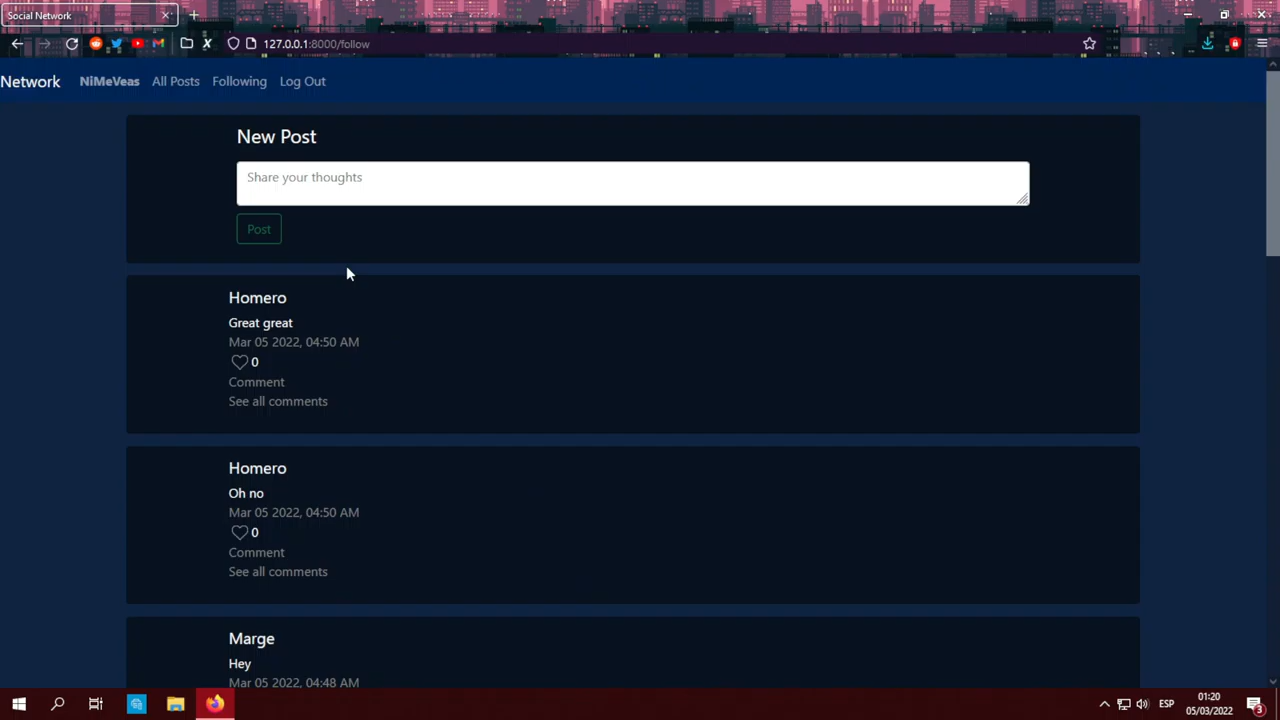 Social Network
127.0.0.1:8000/follow
Network NiMeVeas All Posts Following Log Out
New Post
Share your thoughts
Post
Homero
Great great
Mar 05 2022, 04:50 AM
0
Comment
See all comments
Homero
Oh no
Mar 05 2022, 04:50 AM
0
Comment
See all comments
Marge
Hey
Mar 05 2022, 04:48 AM
ESP
01:20
05/03/2022
3